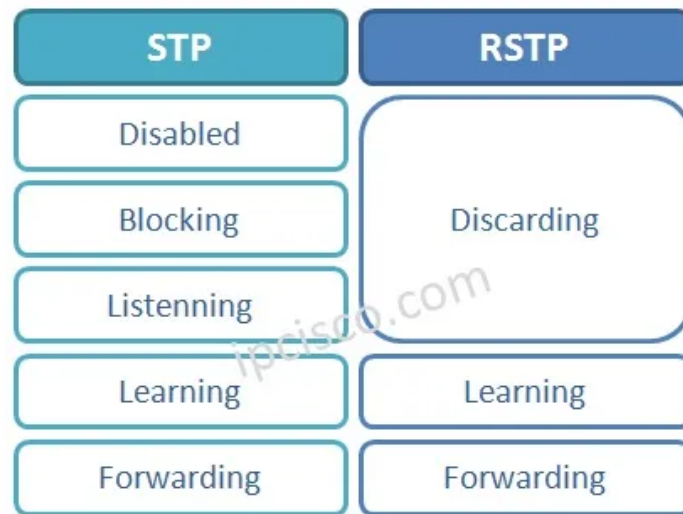 STP
RSTP
Disabled
Blocking
Discarding
Listenning
ipcisco.com
Learning
Learning
Forwarding
Forwarding